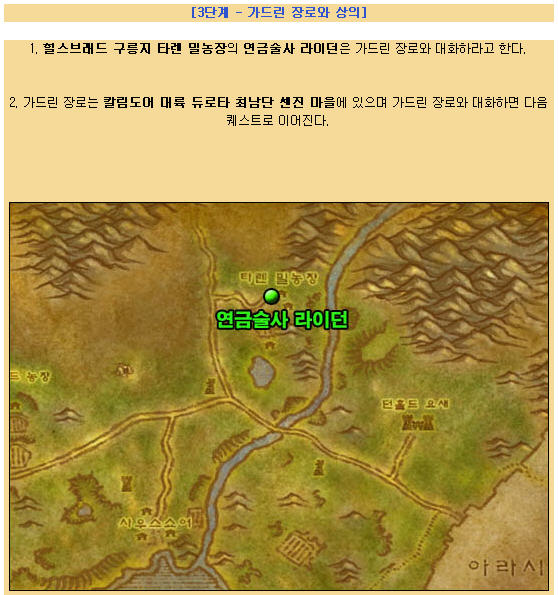 [3단계 - 가드린 장로와 상의]
1. 힐스브래드 구릉지 타렌 밀농장의 연금술사 라이던은 가드린 장로와 대화하라고 한다.
2. 가드린 장로는 칼림도어 대륙 듀로타 최남단 센진 마을에 있으며 가드린 장로와 대화하면 다음
퀘스트로 이어진다.
타렌 밀농장
연금술사 라이던
드 농장
던홀드 요새
사우스쇼어
아라시